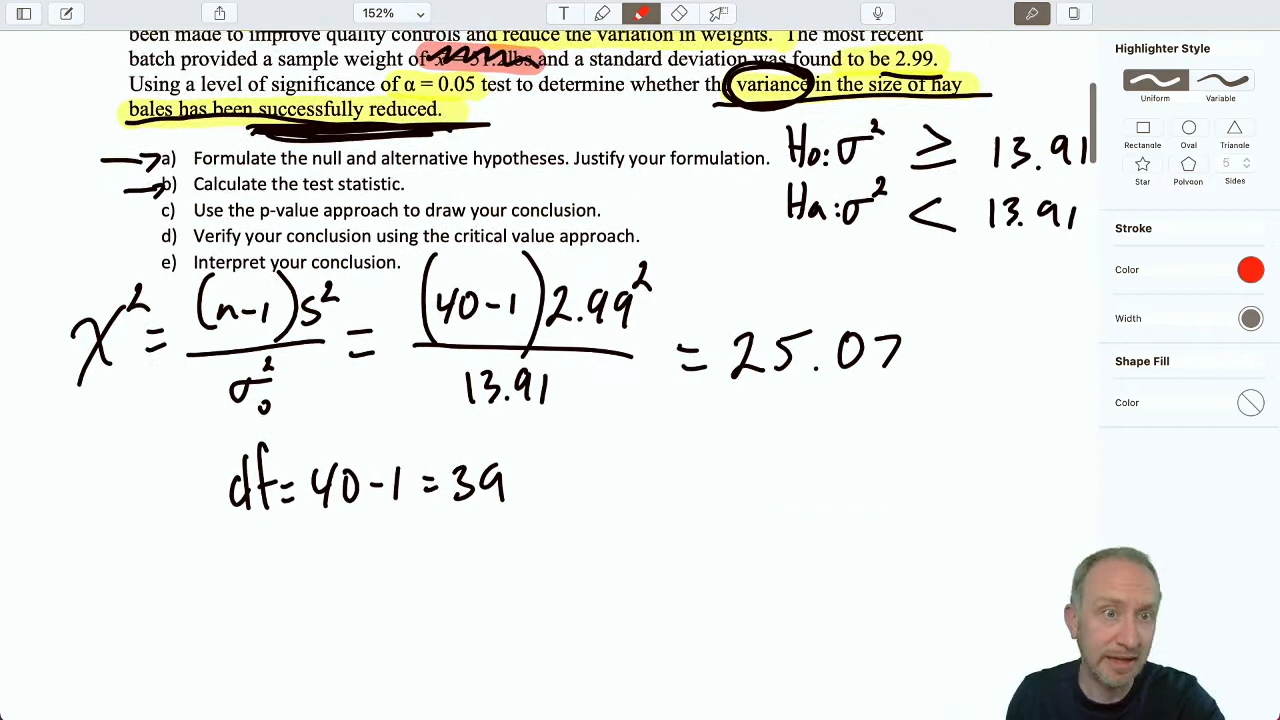 152%
been made to improve quality controls and reduce the variation in weights. The most recent
batch provided a sample weight of and a standard deviation was found to be 2.99.
Using a level of significance of α = 0.05 test to determine whether the variance in the size of hay
bales has been successfully reduced.
a) Formulate the null and alternative hypotheses. Justify your formulation.
b) Calculate the test statistic.
c) Use the p-value approach to draw your conclusion.
d) Verify your conclusion using the critical value approach.
e) Interpret your conclusion.
Ho: σ² ≥ 13.91
Ha: σ² < 13.91
χ² = (n-1)s² / σ₀² = (40-1)2.99² / 13.91 = 25.07
df = 40-1 = 39
Highlighter Style
Uniform Variable
Rectangle Oval Triangle
5
Star Polygon Sides
Stroke
Color
Width
Shape Fill
Color